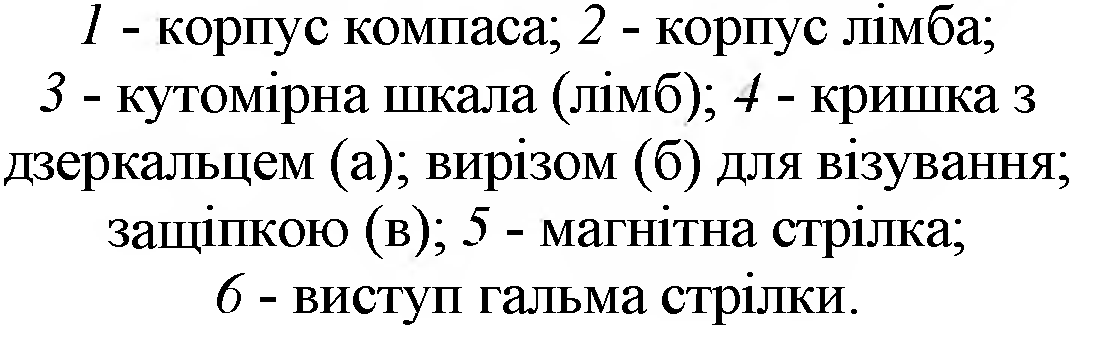 1 - корпус компаса; 2 - корпус лімба;
3 - кутомірна шкала (лімб); 4 - кришка з
дзеркальцем (а); вирізом (б) для візування;
защіпкою (в); 5 - магнітна стрілка;
6 - виступ гальма стрілки.